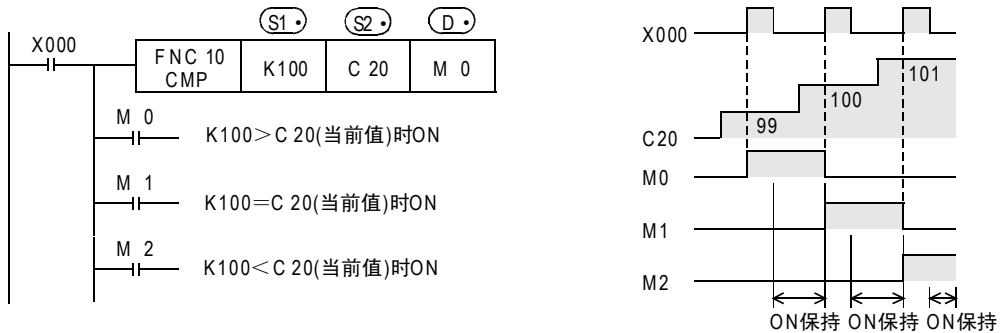 S1· S2· D·
X000
FNC 10
CMP
K100 C 20 M 0
M 0
K100＞C 20(当前值)时ON
M 1
K100＝C 20(当前值)时ON
M 2
K100＜C 20(当前值)时ON
X000
101
100
99
C20
M0
M1
M2
ON保持 ON保持 ON保持